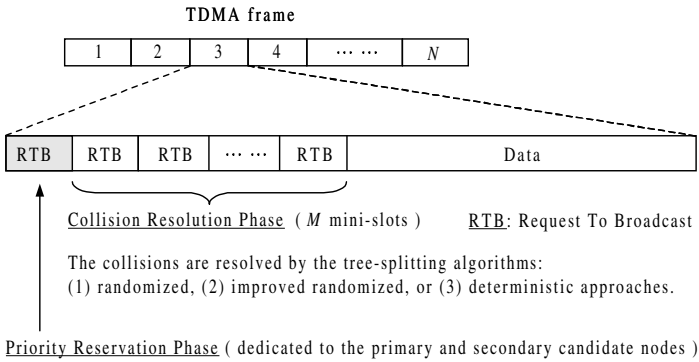 TDMA frame
1 2 3 4 ... ... N
RTB RTB RTB ... ... RTB Data
Collision Resolution Phase ( M mini-slots ) RTB: Request To Broadcast
The collisions are resolved by the tree-splitting algorithms:
(1) randomized, (2) improved randomized, or (3) deterministic approaches.
Priority Reservation Phase ( dedicated to the primary and secondary candidate nodes )